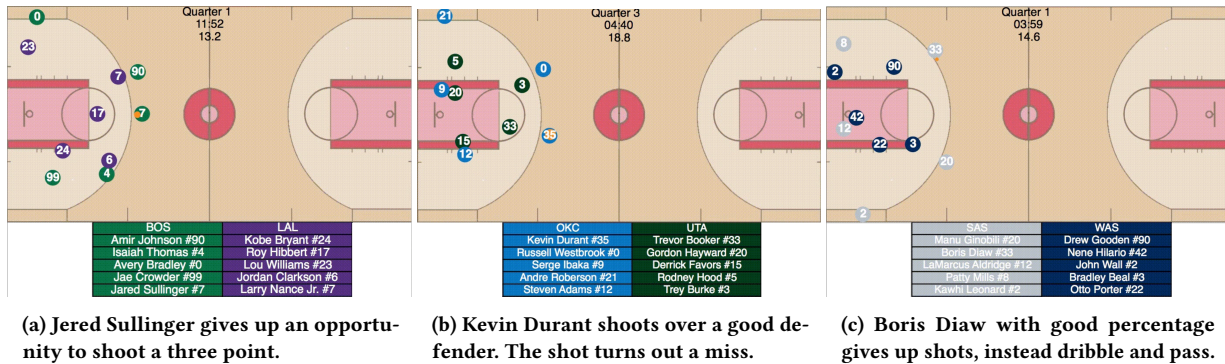 Quarter 1
11:52
13.2
0
23
7
90
17
7
24
6
4
99
BOS LAL
Amir Johnson #90 Kobe Bryant #24
Isaiah Thomas #4 Roy Hibbert #17
Avery Bradley #0 Lou Williams #23
Jae Crowder #99 Jordan Clarkson #6
Jared Sullinger #7 Larry Nance Jr. #7
(a) Jered Sullinger gives up an opportu-
nity to shoot a three point.
Quarter 3
04:40
18.8
21
5
0
9
20
3
33
35
15
12
OKC UTA
Kevin Durant #35 Trevor Booker #33
Russell Westbrook #0 Gordon Hayward #20
Serge Ibaka #9 Derrick Favors #15
Andre Roberson #21 Rodney Hood #5
Steven Adams #12 Trey Burke #3
(b) Kevin Durant shoots over a good de-
fender. The shot turns out a miss.
Quarter 1
03:59
14.6
8
33
2
90
42
12
22
3
20
2
SAS WAS
Manu Ginobili #20 Drew Gooden #90
Boris Diaw #33 Nene Hilario #42
LaMarcus Aldridge #12 John Wall #2
Patty Mills #8 Bradley Beal #3
Kawhi Leonard #2 Otto Porter #22
(c) Boris Diaw with good percentage
gives up shots, instead dribble and pass.